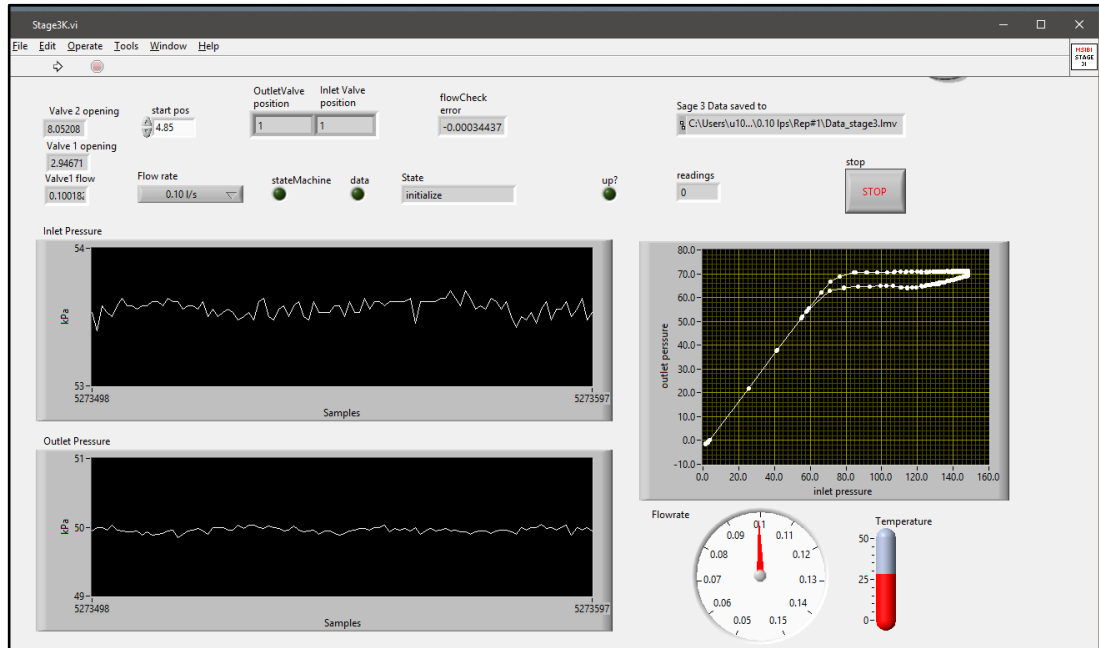 Stage3K.vi
File Edit Operate Tools Window Help
MSIBI
STAGE
3I
Valve 2 opening
8.05208
start pos
4.85
OutletValve position
1
Inlet Valve position
1
flowCheck error
-0.00034437
Sage 3 Data saved to
C:\Users\u10...\0.10 lps\Rep#1\Data_stage3.lmv
Valve 1 opening
2.94671
Valve1 flow
0.10018
Flow rate
0.10 l/s
stateMachine
data
State
initialize
up?
readings
0
stop
STOP
Inlet Pressure
54
53
kPa
5273498
5273597
Samples
Outlet Pressure
51
50
49
kPa
5273498
5273597
Samples
80.0
70.0
60.0
50.0
40.0
30.0
20.0
10.0
0.0
-10.0
outlet perssure
0.0 20.0 40.0 60.0 80.0 100.0 120.0 140.0 160.0
inlet pressure
Flowrate
0.05 0.06 0.07 0.08 0.09 0.1 0.11 0.12 0.13 0.14 0.15
Temperature
50
25
0